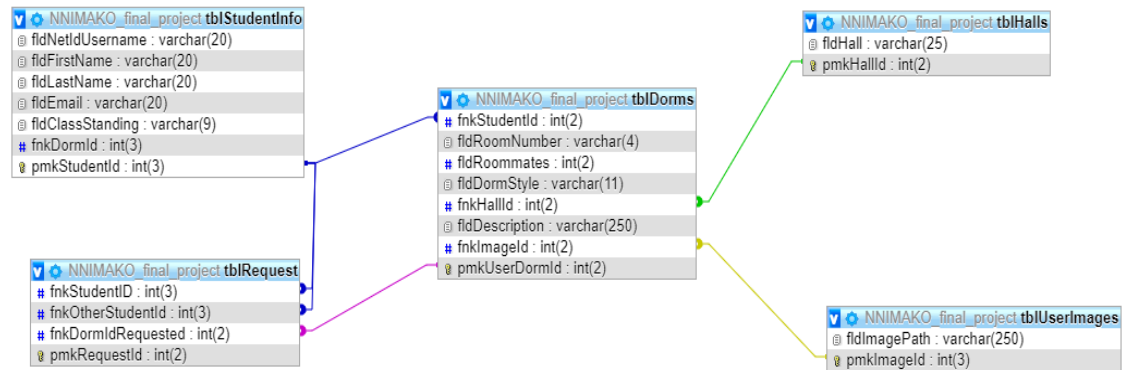 NNIMAKO_final_project tblStudentInfo
fldNetIdUsername : varchar(20)
fldFirstName : varchar(20)
fldLastName : varchar(20)
fldEmail : varchar(20)
fldClassStanding : varchar(9)
# fnkDormId : int(3)
pmkStudentId : int(3)
NNIMAKO_final_project tblRequest
# fnkStudentID : int(3)
# fnkOtherStudentId : int(3)
# fnkDormIdRequested : int(2)
pmkRequestId : int(2)
NNIMAKO_final_project tblDorms
# fnkStudentId : int(2)
fldRoomNumber : varchar(4)
# fldRoommates : int(2)
fldDormStyle : varchar(11)
# fnkHallId : int(2)
fldDescription : varchar(250)
# fnkImageId : int(2)
pmkUserDormId : int(2)
NNIMAKO_final_project tblHalls
fldHall : varchar(25)
pmkHallId : int(2)
NNIMAKO_final_project tblUserImages
fldImagePath : varchar(250)
pmkImageId : int(3)